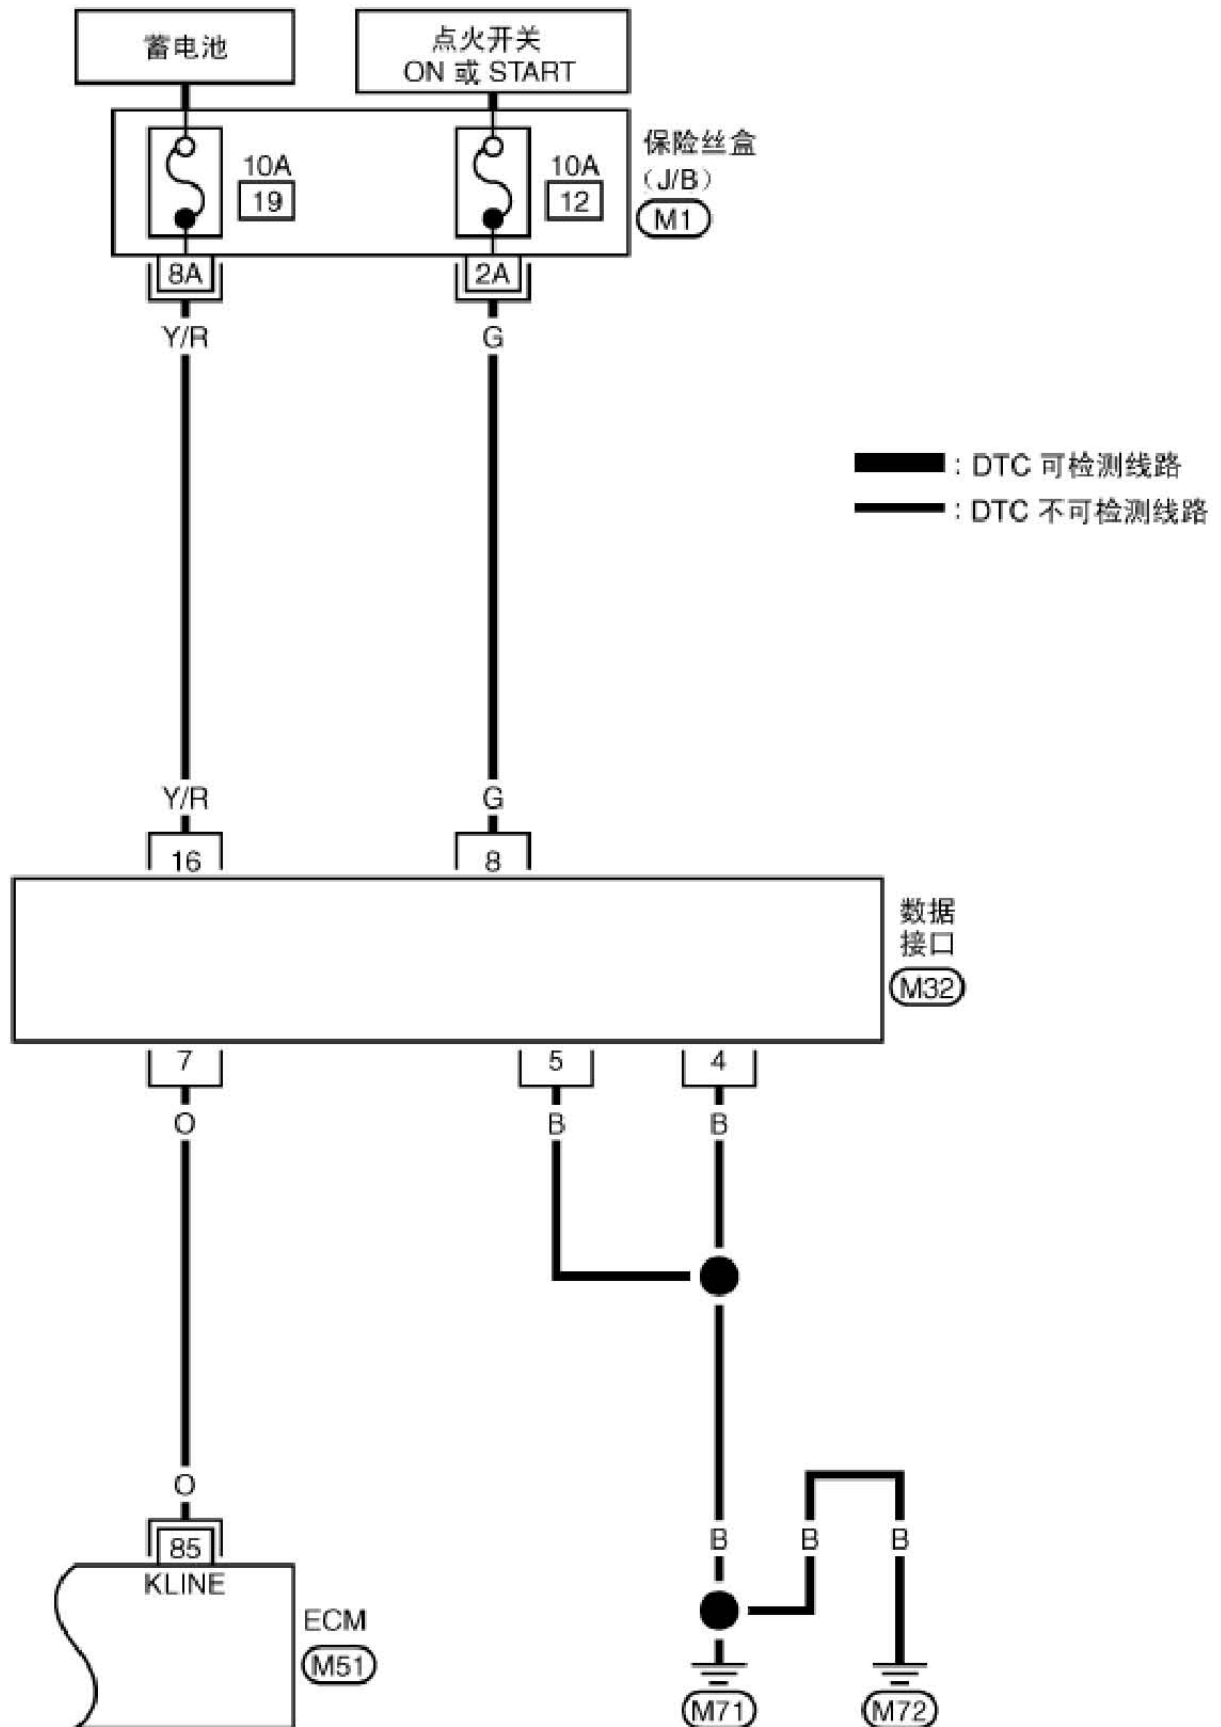 蓄电池
点火开关
ON 或 START
保险丝盒
（J/B）
M1
10A
19
10A
12
8A
2A
Y/R
G
: DTC 可检测线路
: DTC 不可检测线路
Y/R
G
16
8
数据
接口
M32
7
5
4
O
B
B
O
B
B
B
85
KLINE
ECM
M51
M71
M72